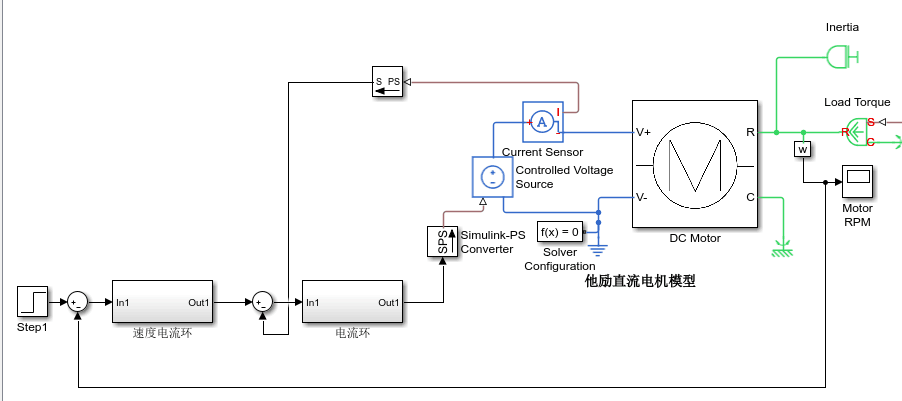 Inertia
S PS
Load Torque
I
A
R
S
C
V+
R
Current Sensor
w
Controlled Voltage
Source
V-
C
Motor
RPM
SPS
Simulink-PS
Converter
f(x) = 0
DC Motor
Solver
Configuration
他励直流电机模型
In1
Out1
In1
Out1
Step1
速度电流环
电流环